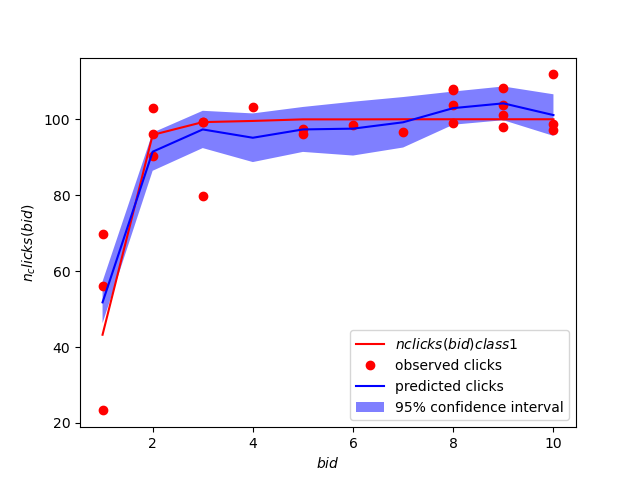 100
80
60
40
20
n_clicks(bid)
nclicks(bid)class1
observed clicks
predicted clicks
95% confidence interval
2 4 6 8 10
bid